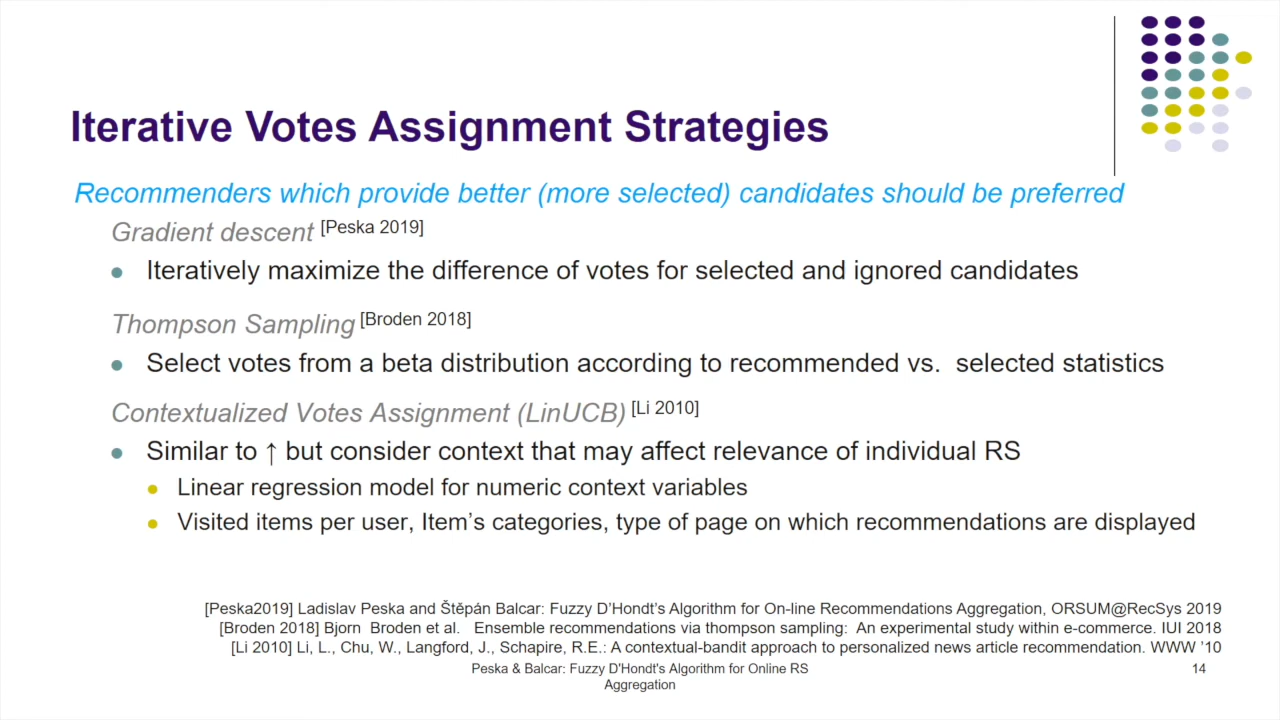 Iterative Votes Assignment Strategies
Recommenders which provide better (more selected) candidates should be preferred
Gradient descent [Peska 2019]
● Iteratively maximize the difference of votes for selected and ignored candidates
Thompson Sampling [Broden 2018]
● Select votes from a beta distribution according to recommended vs.  selected statistics
Contextualized Votes Assignment (LinUCB) [Li 2010]
● Similar to ↑ but consider context that may affect relevance of individual RS
● Linear regression model for numeric context variables
● Visited items per user, Item's categories, type of page on which recommendations are displayed
[Peska2019] Ladislav Peska and Štěpán Balcar: Fuzzy D'Hondt's Algorithm for On-line Recommendations Aggregation, ORSUM@RecSys 2019
[Broden 2018] Bjorn  Broden et al.   Ensemble recommendations via thompson sampling:  An experimental study within e-commerce. IUI 2018
[Li 2010] Li, L., Chu, W., Langford, J., Schapire, R.E.: A contextual-bandit approach to personalized news article recommendation. WWW '10
Peska & Balcar: Fuzzy D'Hondt's Algorithm for Online RS
Aggregation
14